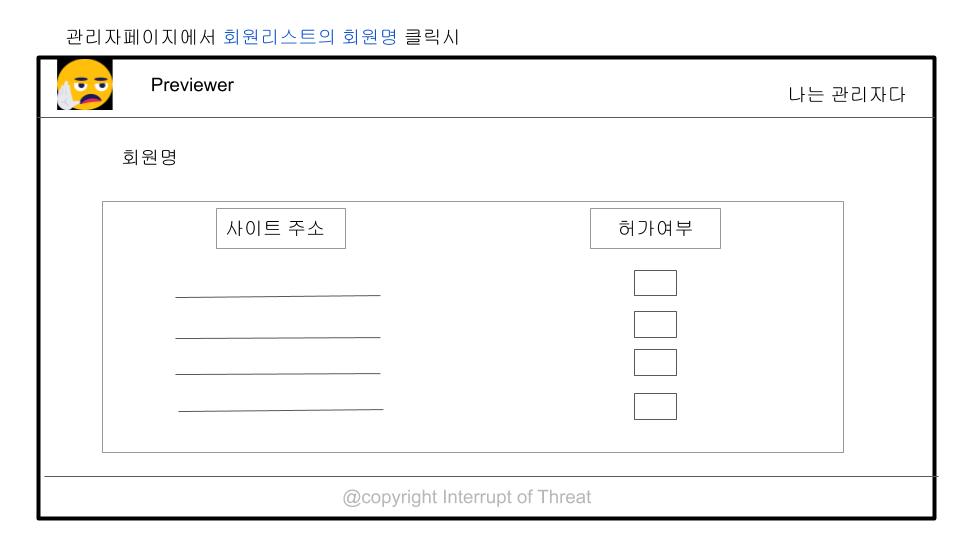 관리자페이지에서 회원리스트의 회원명 클릭시
Previewer
나는 관리자다
회원명
사이트 주소
허가여부
@copyright Interrupt of Threat